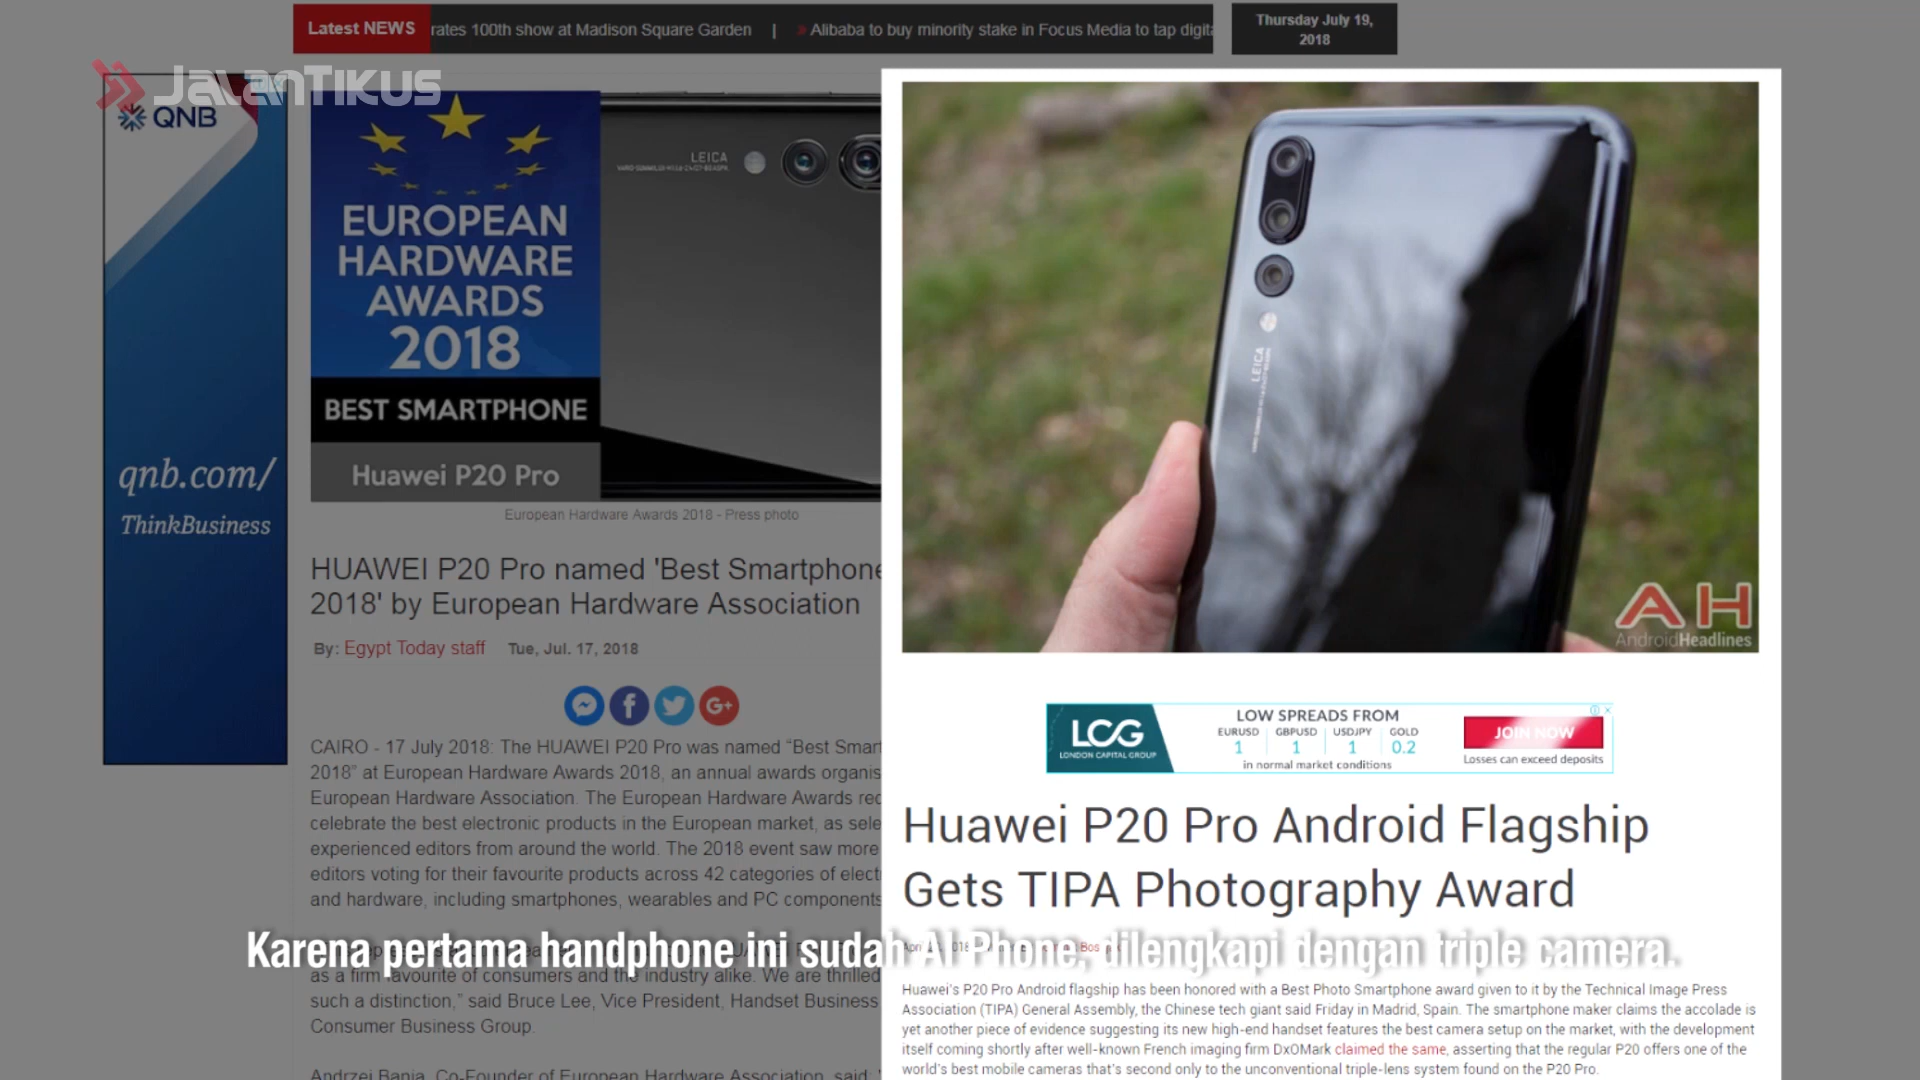 Latest NEWS
rates 100th show at Madison Square Garden | » Alibaba to buy minority stake in Focus Media to tap digit
Thursday July 19,
2018
JALANTIKUS
QNB
qnb.com/
ThinkBusiness
EUROPEAN
HARDWARE
AWARDS
2018
BEST SMARTPHONE
Huawei P20 Pro
LEICA
European Hardware Awards 2018 - Press photo
HUAWEI P20 Pro named 'Best Smartphone
2018' by European Hardware Association
By: Egypt Today staff Tue, Jul. 17, 2018
CAIRO - 17 July 2018: The HUAWEI P20 Pro was named “Best Smart
2018” at European Hardware Awards 2018, an annual awards organis
European Hardware Association. The European Hardware Awards rec
celebrate the best electronic products in the European market, as sele
experienced editors from around the world. The 2018 event saw more
editors voting for their favourite products across 42 categories of elect
and hardware, including smartphones, wearables and PC components
as a firm favourite of consumers and the industry alike. We are thrilled
such a distinction,” said Bruce Lee, Vice President, Handset Business
Consumer Business Group.
Andrzej Bania, Co-Founder of European Hardware Association, said: "
LEICA
AH
AndroidHeadlines
LCG
LONDON CAPITAL GROUP
LOW SPREADS FROM
EURUSD GBPUSD USDJPY GOLD
1 1 1 0.2
in normal market conditions
JOIN NOW
Losses can exceed deposits
Huawei P20 Pro Android Flagship
Gets TIPA Photography Award
Huawei's P20 Pro Android flagship has been honored with a Best Photo Smartphone award given to it by the Technical Image Press
Association (TIPA) General Assembly, the Chinese tech giant said Friday in Madrid, Spain. The smartphone maker claims the accolade is
yet another piece of evidence suggesting its new high-end handset features the best camera setup on the market, with the development
itself coming shortly after well-known French imaging firm DxOMark claimed the same, asserting that the regular P20 offers one of the
world's best mobile cameras that's second only to the unconventional triple-lens system found on the P20 Pro.
Karena pertama handphone ini sudah AI Phone, dilengkapi dengan triple camera.